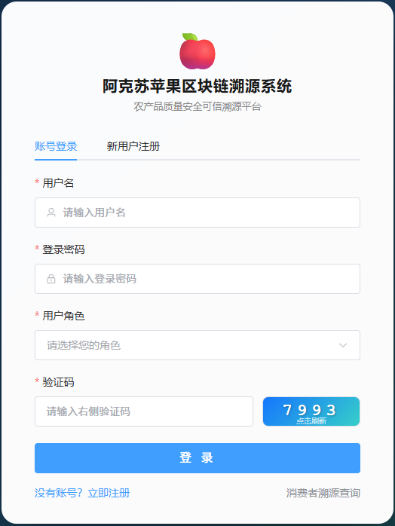 阿克苏苹果区块链溯源系统
农产品质量安全可信溯源平台
账号登录 新用户注册
* 用户名
请输入用户名
* 登录密码
请输入登录密码
* 用户角色
请选择您的角色
* 验证码
请输入右侧验证码 7993
点击刷新
登 录
没有账号？立即注册 消费者溯源查询